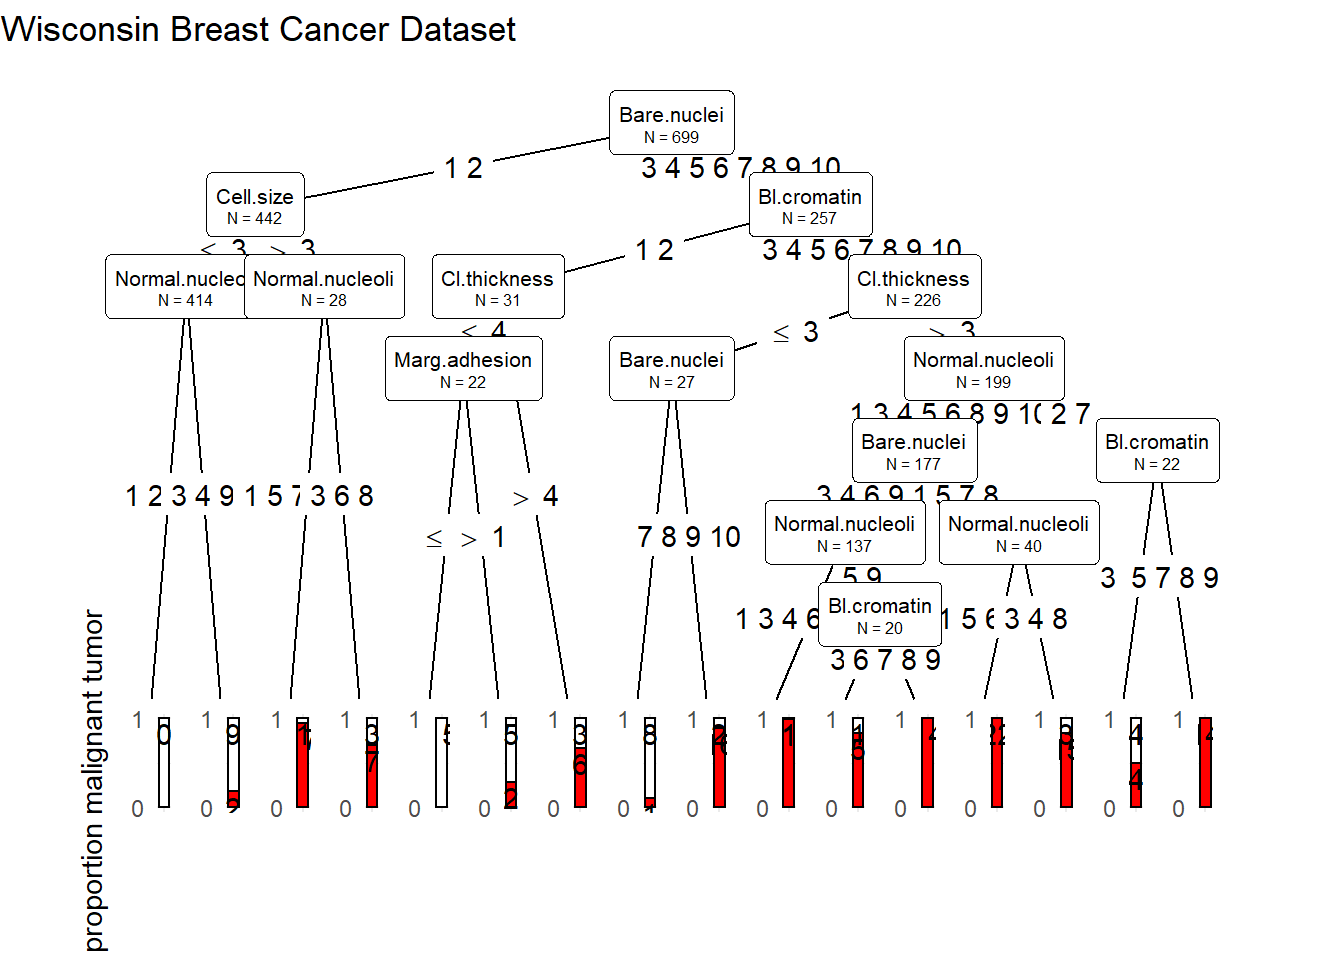 Wisconsin Breast Cancer Dataset
Bare.nuclei
N = 699
1 2
3 4 5 6 7 8 9 10
Cell.size
N = 442
Bl.cromatin
N = 257
≤ 3
> 3
1 2
3 4 5 6 7 8 9 10
Normal.nucleo
N = 414
Normal.nucleoli
N = 28
Cl.thickness
N = 31
Cl.thickness
N = 226
≤ 4
≤ 3
> 3
Marg.adhesion
N = 22
Bare.nuclei
N = 27
Normal.nucleoli
N = 199
1 3 4 5 6 8 9 10
2 7
Bare.nuclei
N = 177
Bl.cromatin
N = 22
1 2 3 4 9
1 5 7 3 6 8
> 4
3 4 6 9 1 5 7 8
Normal.nucleoli
N = 137
Normal.nucleoli
N = 40
≤ > 1
7 8 9 10
5 9
3 5 7 8 9
Bl.cromatin
N = 20
1 3 4 6
1 5 6 3 4 8
3 6 7 8 9
proportion malignant tumor
1 1 1 1 1 1 1 1 1 1 1 1 1 1 1 1
0 0 0 0 0 0 0 0 0 0 0 0 0 0 0 0